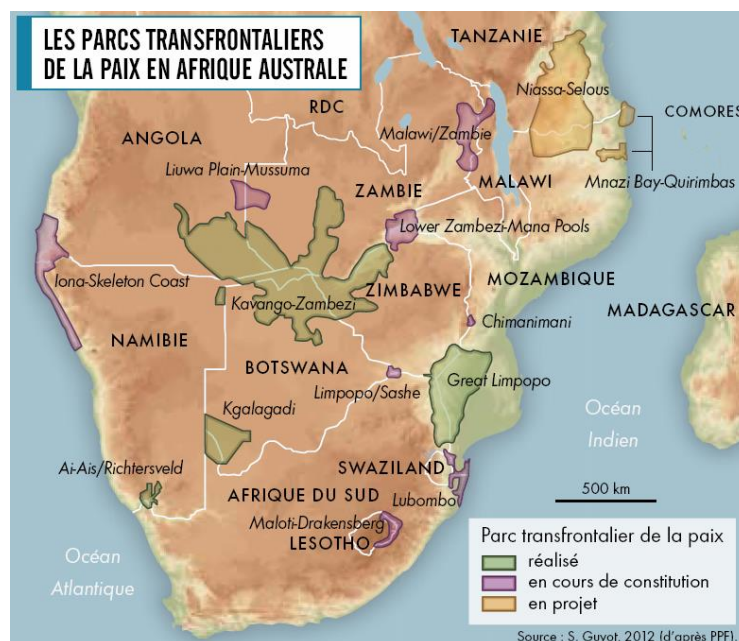 LES PARCS TRANSFRONTALIERS
DE LA PAIX EN AFRIQUE AUSTRALE
TANZANIE
Niassa-Selous
RDC
COMORES
ANGOLA
Malawi/Zambie
Liuwa Plain-Mussuma
ZAMBIE
MALAWI
Mnazi Bay-Quirimbas
Lower Zambezi-Mana Pools
Iona-Skeleton Coast
MOZAMBIQUE
Kavango-Zambezi
ZIMBABWE
MADAGASCAR
Chimanimani
NAMIBIE
BOTSWANA
Limpopo/Sashe
Great Limpopo
Kgalagadi
Océan
Indien
Ai-Ais/Richtersveld
SWAZILAND
AFRIQUE DU SUD
Lubombo
500 km
Maloti-Drakensberg
LESOTHO
Océan
Atlantique
Parc transfrontalier de la paix
réalisé
en cours de constitution
en projet
Source : S. Guyot, 2012 (d'après PPF).